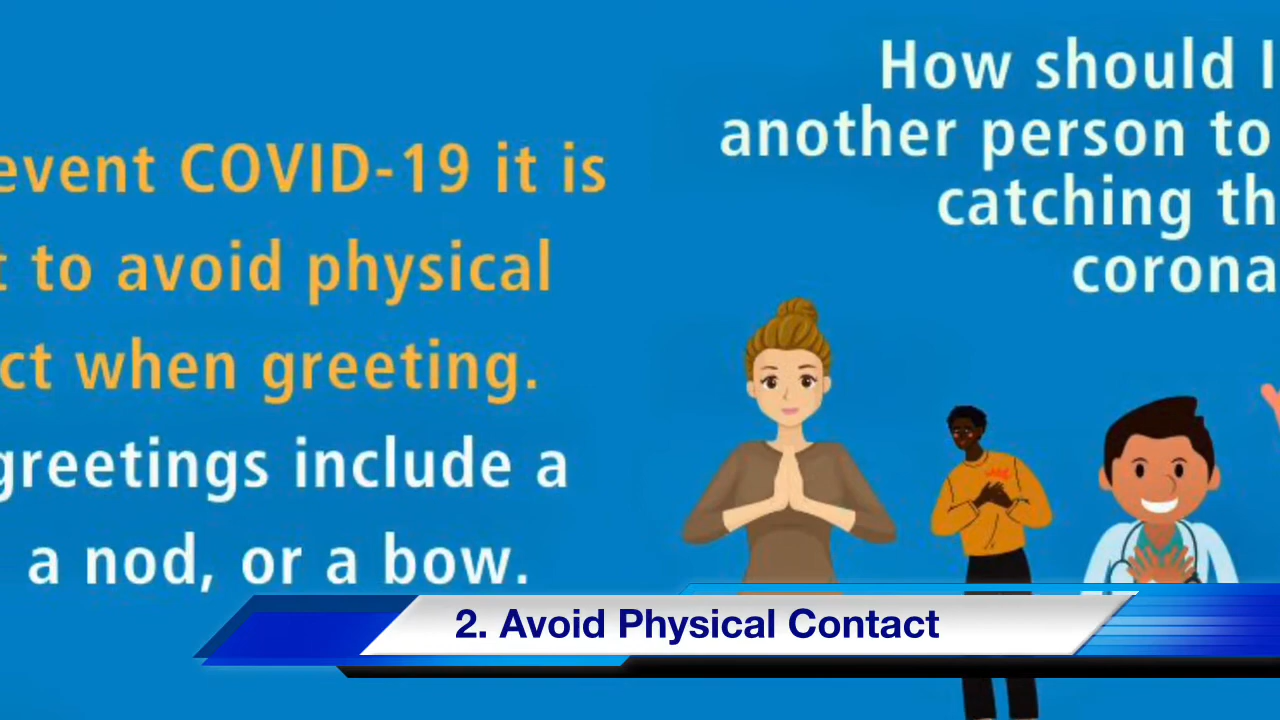 event COVID-19 it is
t to avoid physical
ct when greeting.
greetings include a
a nod, or a bow.
How should I
another person to
catching th
corona
2. Avoid Physical Contact